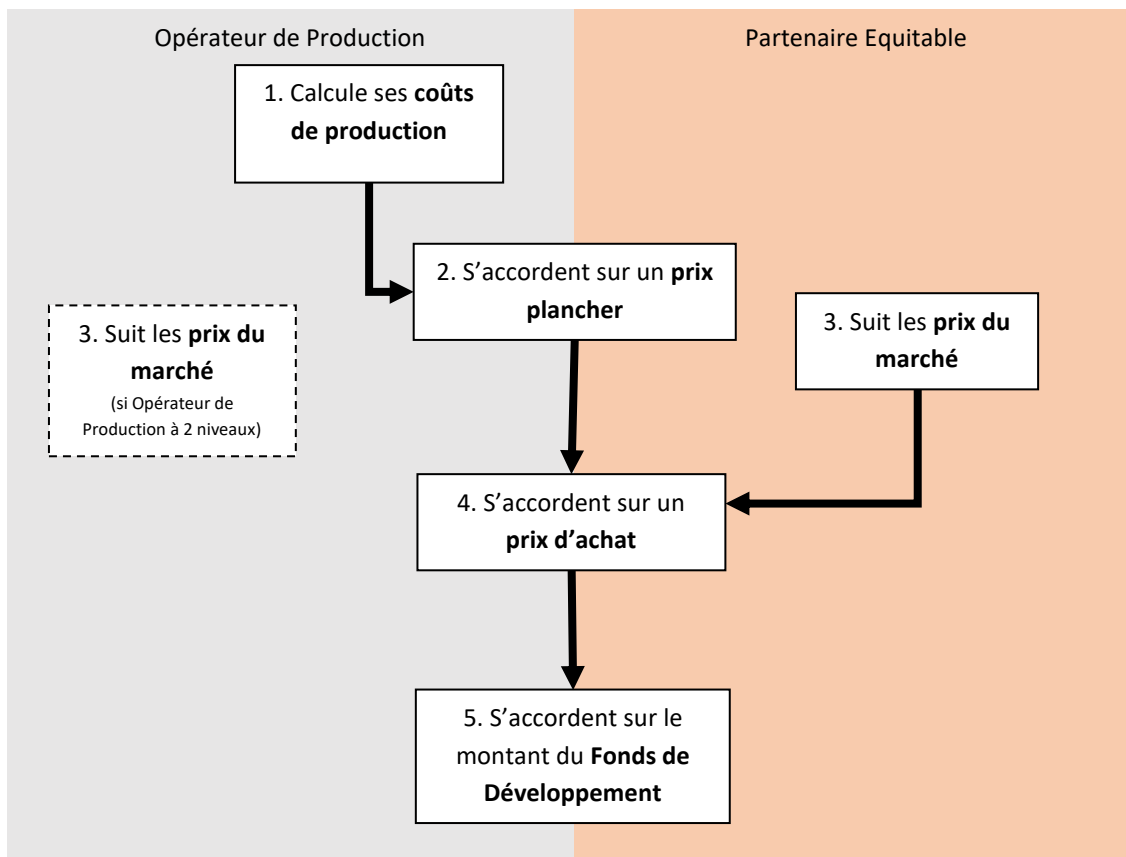 Opérateur de Production
Partenaire Equitable
1. Calcule ses coûts
de production
2. S’accordent sur un prix
plancher
3. Suit les prix du
marché
(si Opérateur de
Production à 2 niveaux)
3. Suit les prix du
marché
4. S’accordent sur un
prix d’achat
5. S’accordent sur le
montant du Fonds de
Développement